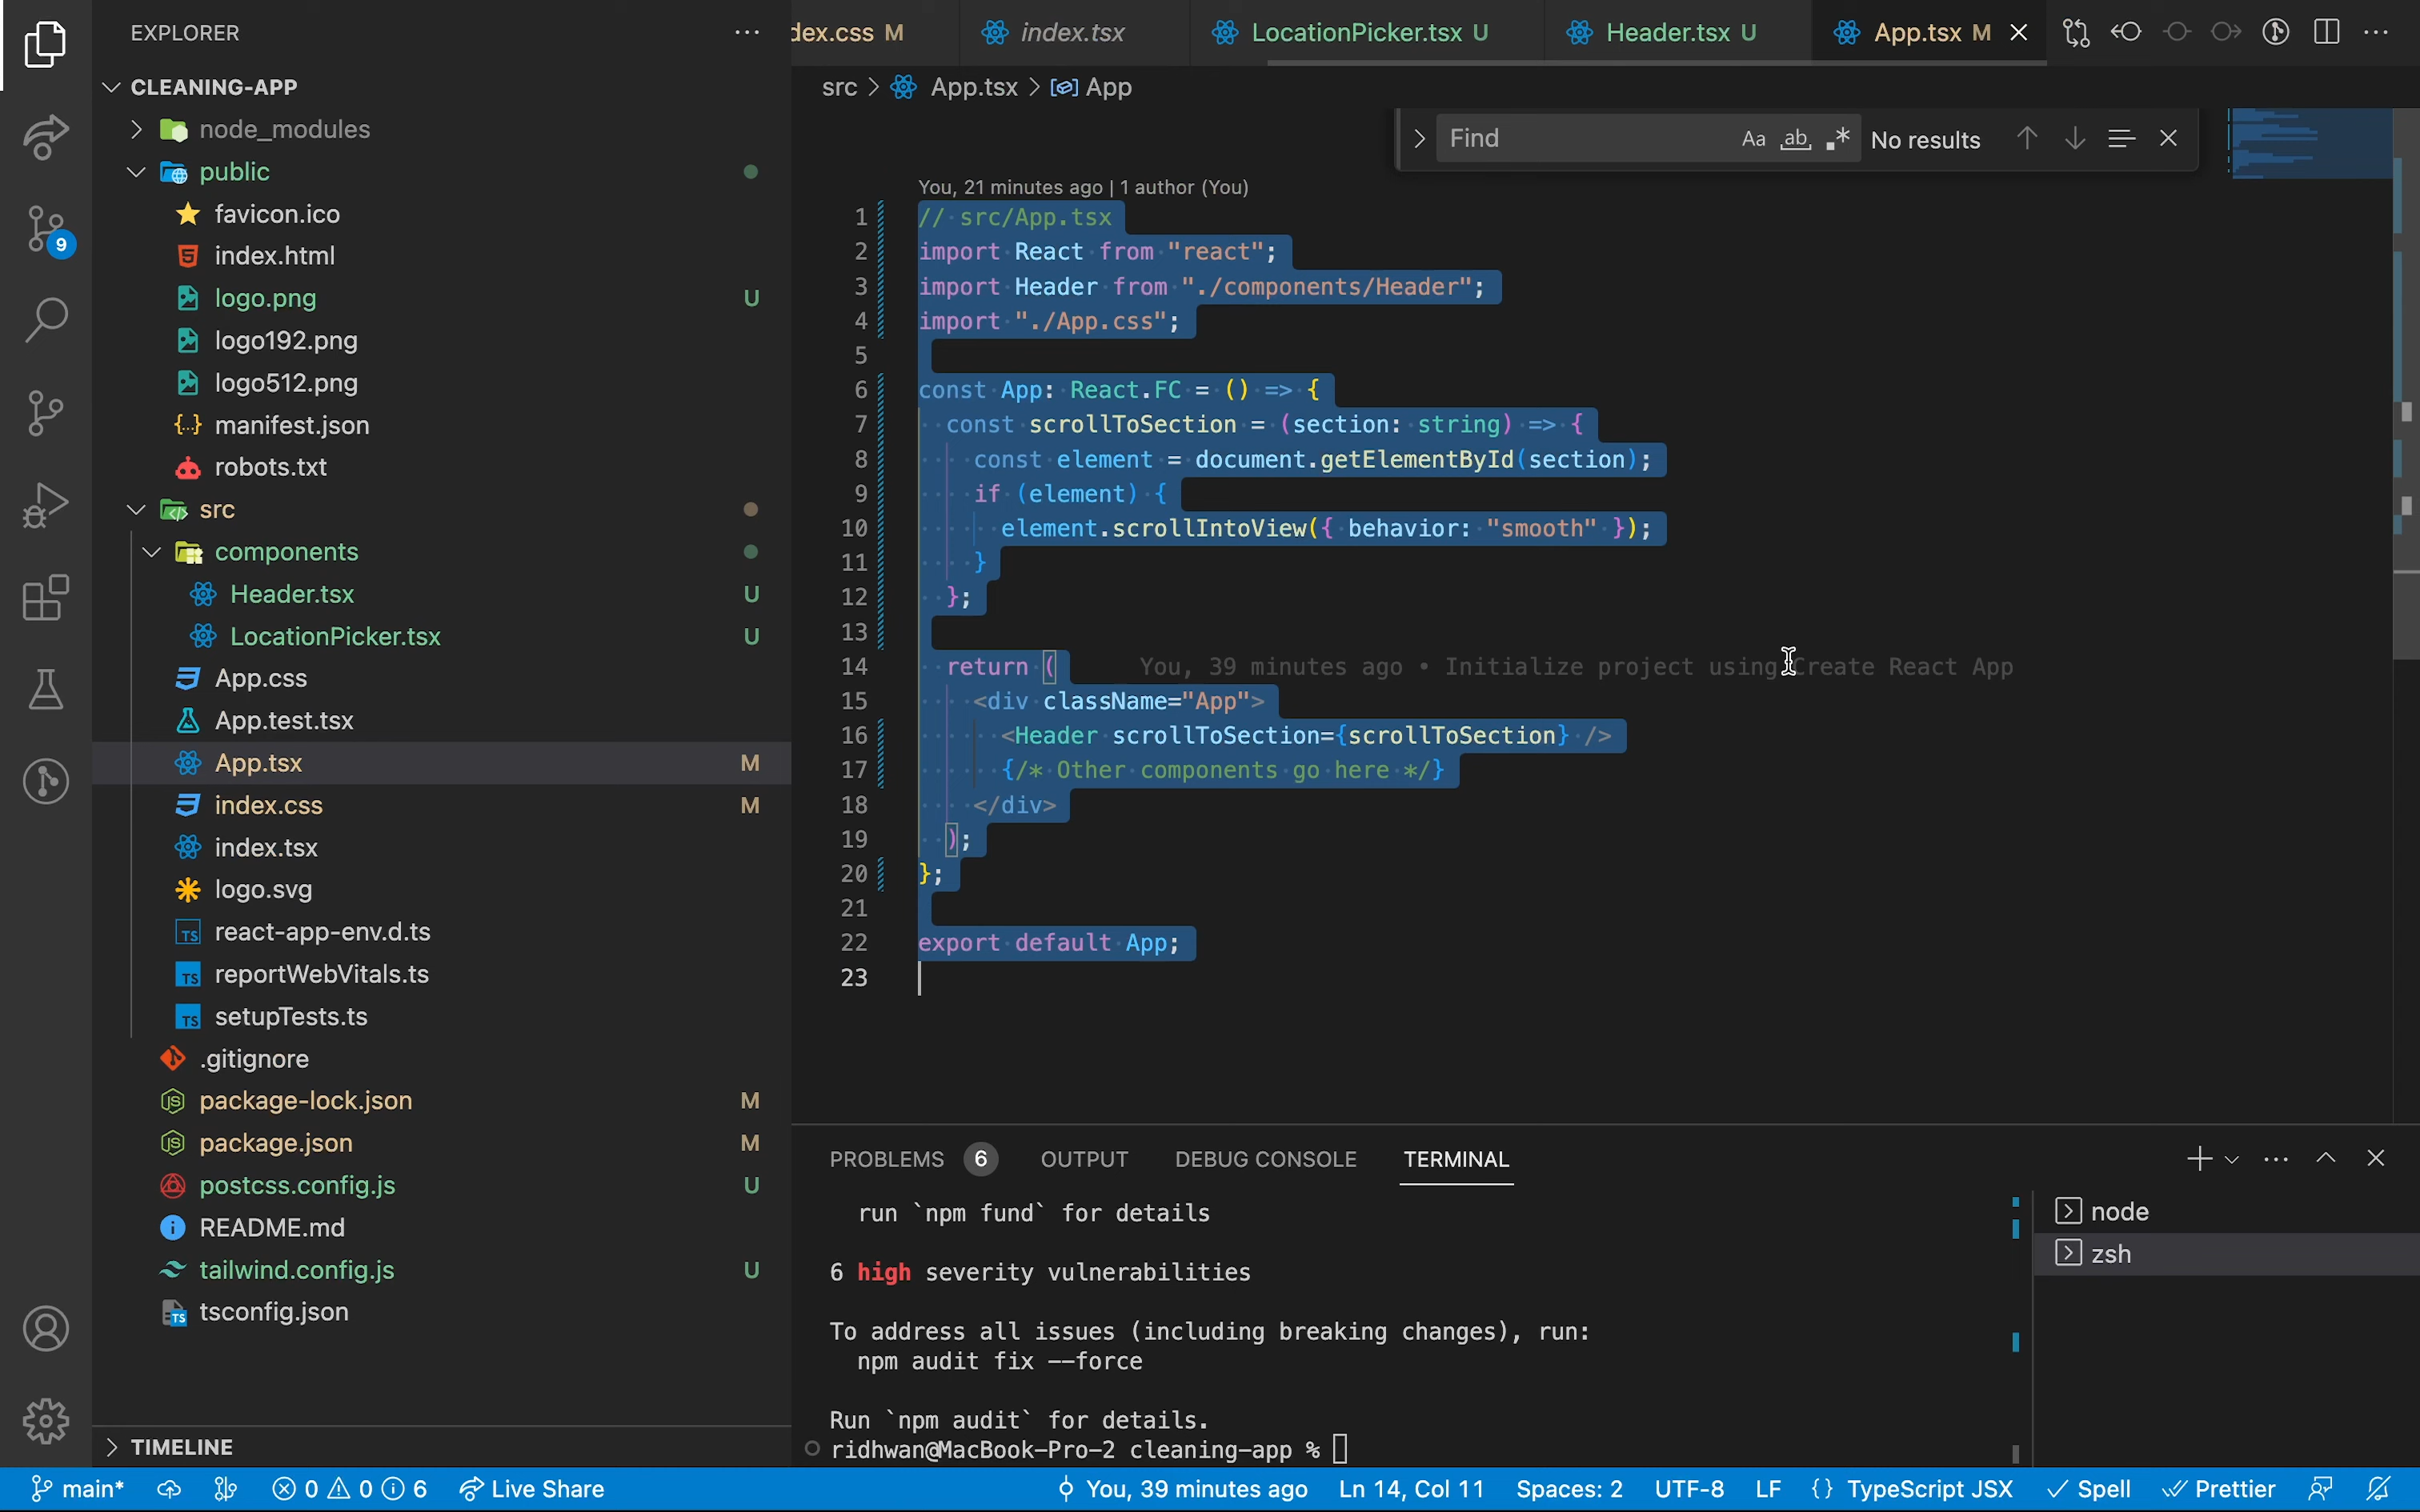 EXPLORER
CLEANING-APP
node_modules
public
favicon.ico
index.html
logo.png U
logo192.png
logo512.png
manifest.json
robots.txt
src
components
Header.tsx U
LocationPicker.tsx U
App.css
App.test.tsx
App.tsx M
index.css M
index.tsx
logo.svg
react-app-env.d.ts
reportWebVitals.ts
setupTests.ts
.gitignore
package-lock.json M
package.json M
postcss.config.js U
README.md
tailwind.config.js U
tsconfig.json
TIMELINE
9
dex.css M index.tsx LocationPicker.tsx U Header.tsx U App.tsx M
src > App.tsx > App
Find Aa ab .* No results
You, 21 minutes ago | 1 author (You)
1 // src/App.tsx
2 import React from "react";
3 import Header from "./components/Header";
4 import "./App.css";
5
6 const App: React.FC = () => {
7 const scrollToSection = (section: string) => {
8 const element = document.getElementById(section);
9 if (element) {
10 element.scrollIntoView({ behavior: "smooth" });
11 }
12 };
13
14 return ( You, 39 minutes ago • Initialize project using Create React App
15 <div className="App">
16 <Header scrollToSection={scrollToSection} />
17 {/* Other components go here */}
18 </div>
19 );
20 };
21
22 export default App;
23
PROBLEMS 6 OUTPUT DEBUG CONSOLE TERMINAL
run `npm fund` for details
6 high severity vulnerabilities
To address all issues (including breaking changes), run:
npm audit fix --force
Run `npm audit` for details.
ridhwan@MacBook-Pro-2 cleaning-app %
node
zsh
main* 0 0 6 Live Share You, 39 minutes ago Ln 14, Col 11 Spaces: 2 UTF-8 LF {} TypeScript JSX Spell Prettier